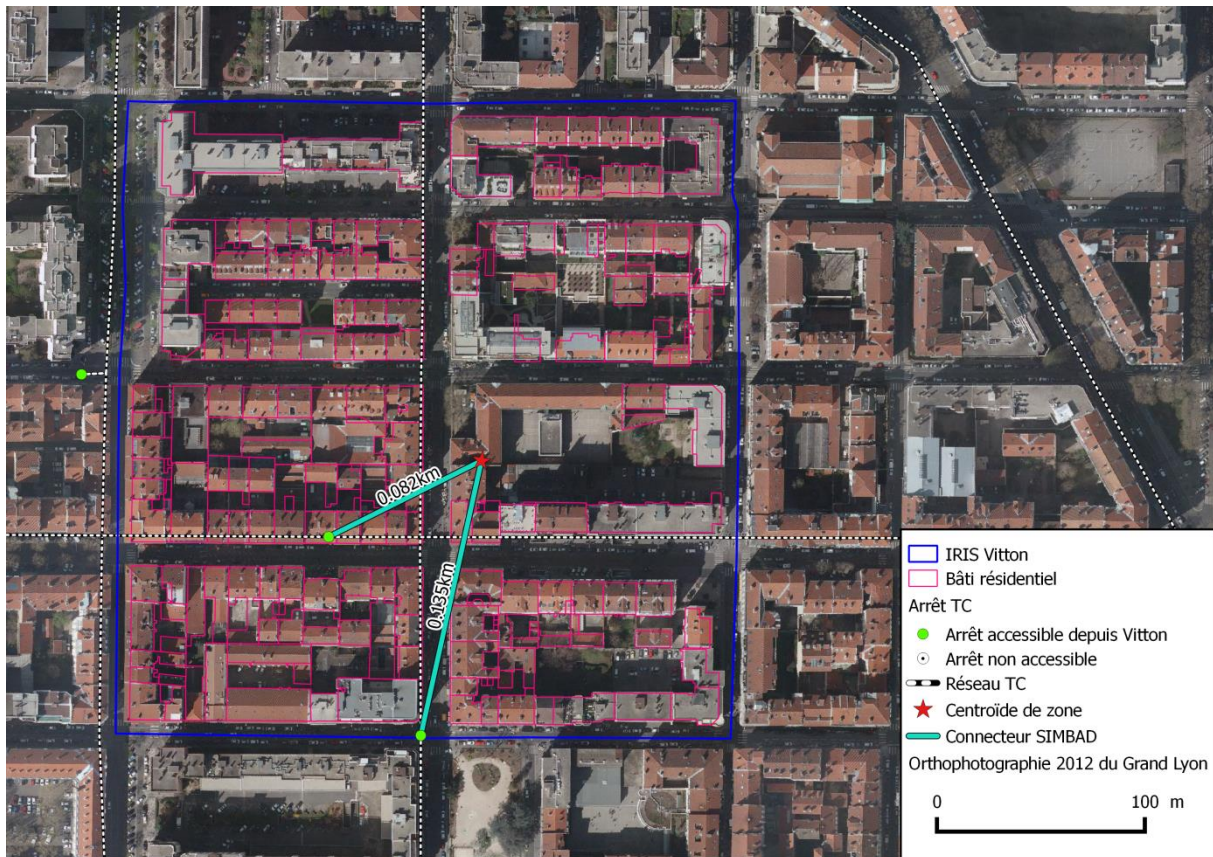 0.082km
0.135km
IRIS Vitton
Bâti résidentiel
Arrêt TC
Arrêt accessible depuis Vitton
Arrêt non accessible
Réseau TC
Centroïde de zone
Connecteur SIMBAD
Orthophotographie 2012 du Grand Lyon
0 100 m